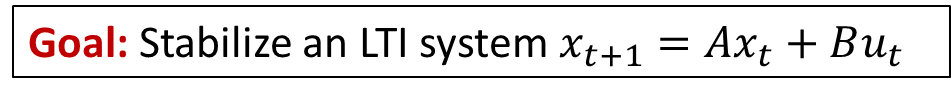 Goal: Stabilize an LTI system $x_{t+1} = Ax_t + Bu_t$